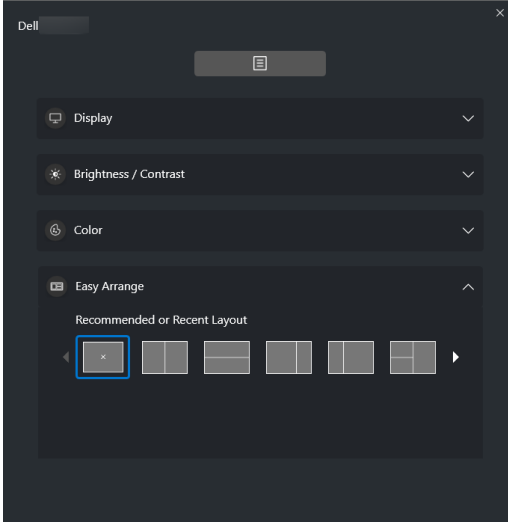 Dell
Display
Brightness / Contrast
Color
Easy Arrange
Recommended or Recent Layout